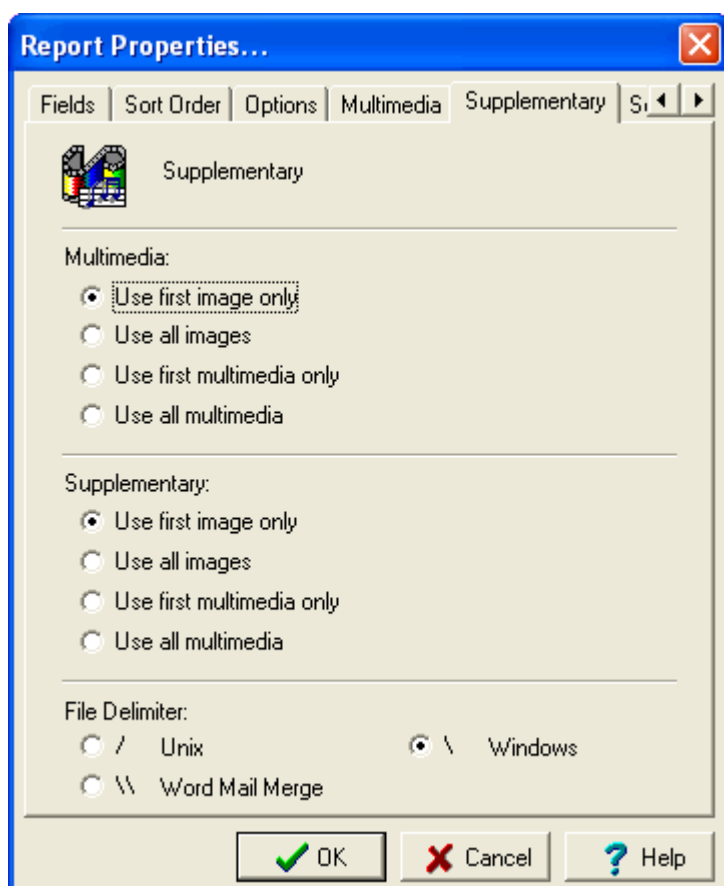 Report Properties...
Fields Sort Order Options Multimedia Supplementary
Supplementary
Multimedia:
Use first image only
Use all images
Use first multimedia only
Use all multimedia
Supplementary:
Use first image only
Use all images
Use first multimedia only
Use all multimedia
File Delimiter:
/ Unix \ Windows
\\ Word Mail Merge
OK Cancel ? Help